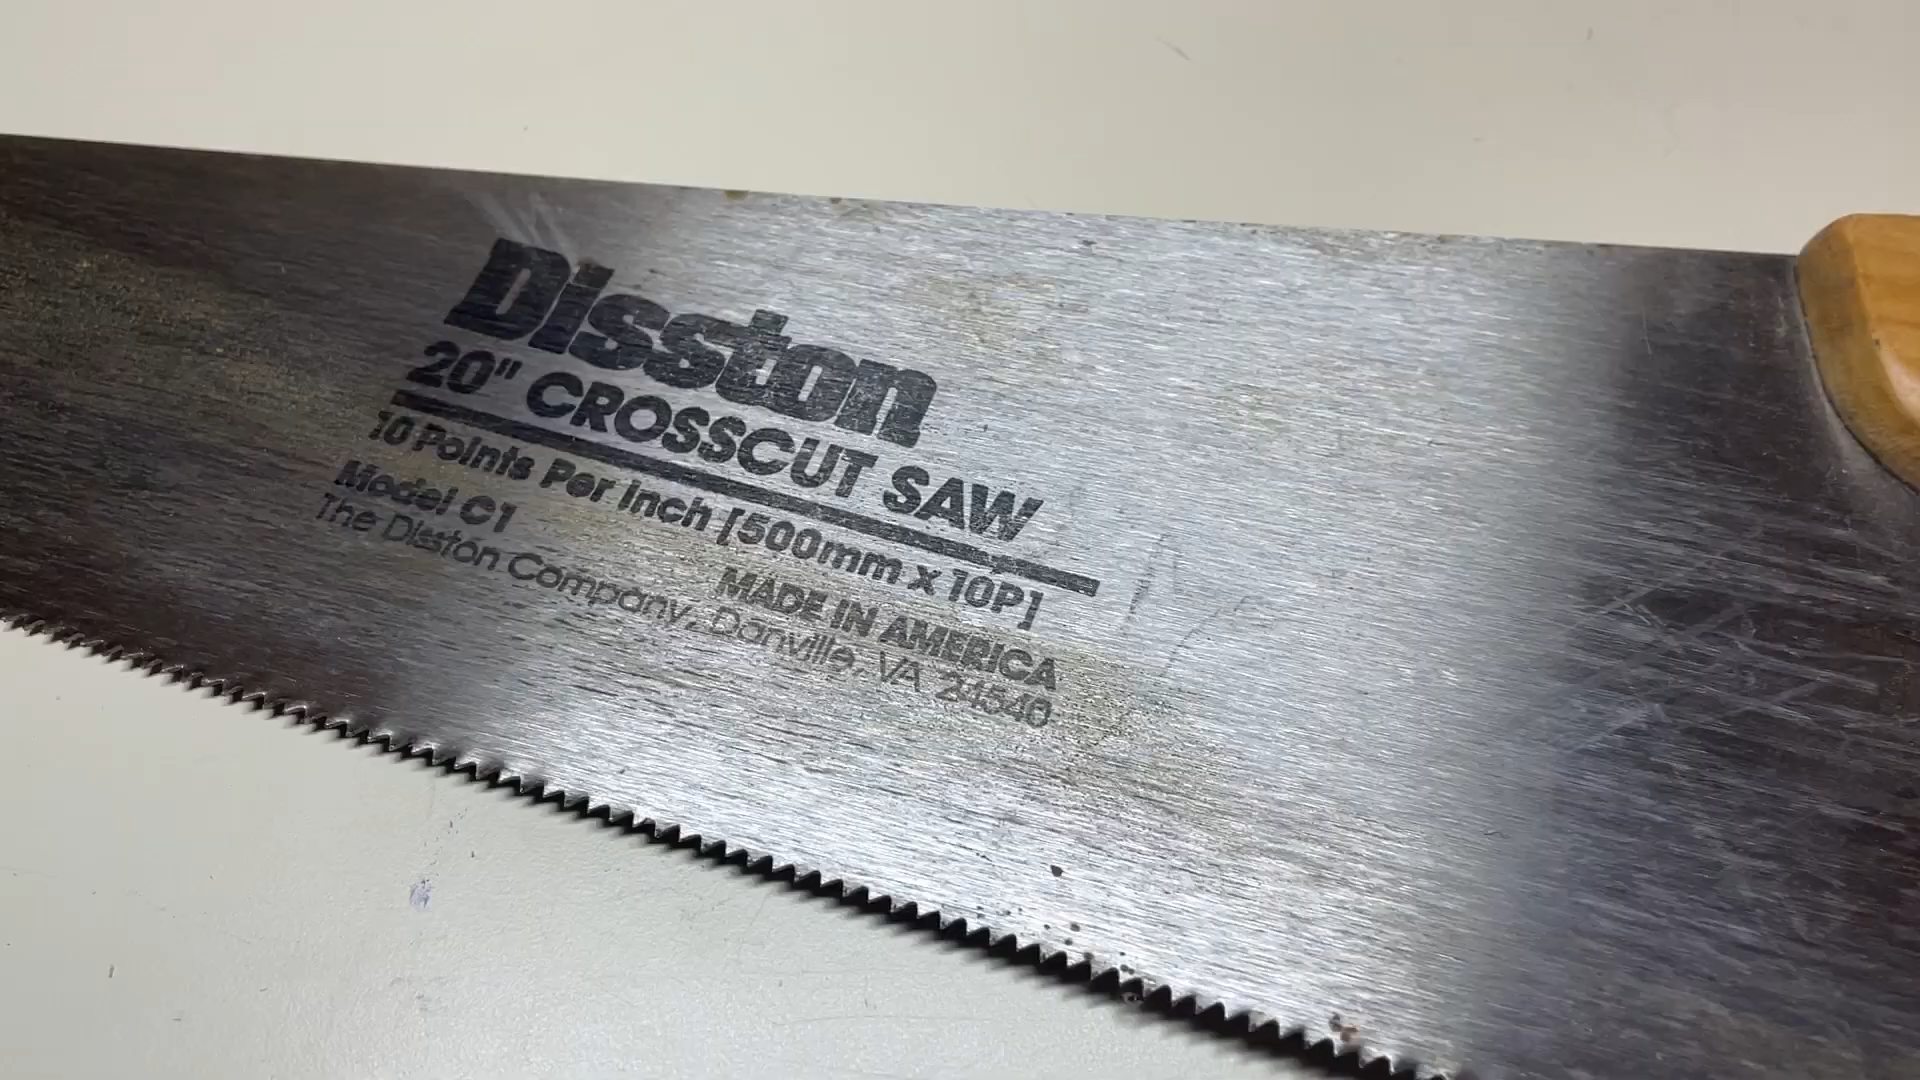 Disston
20" CROSSCUT SAW
10 Points Per Inch [500mm x 10P]
Model C1
MADE IN AMERICA
The Disston Company, Danville, VA 24540